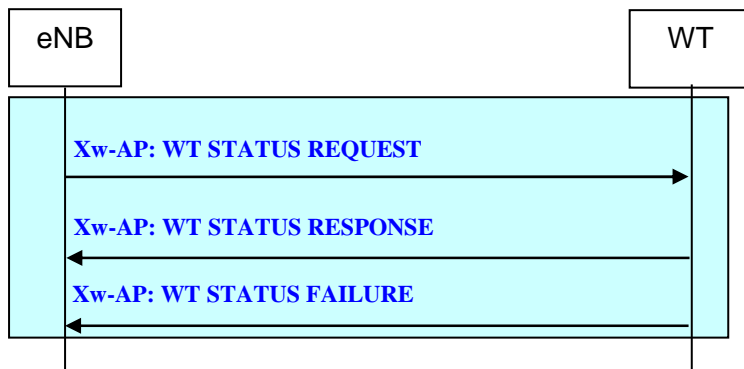 eNB
WT
Xw-AP: WT STATUS REQUEST
Xw-AP: WT STATUS RESPONSE
Xw-AP: WT STATUS FAILURE